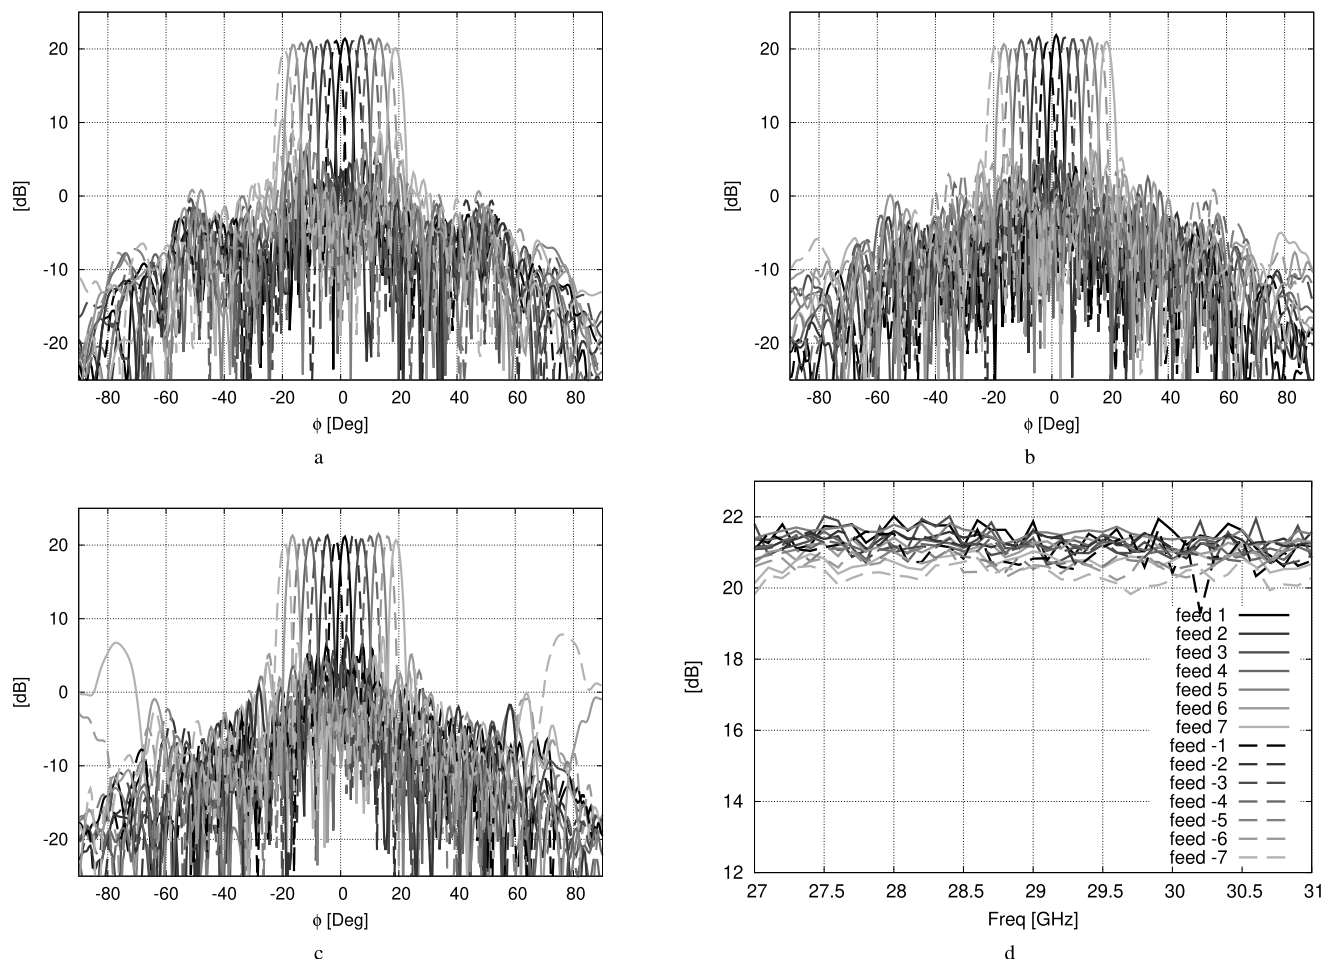 20
10
0
-10
-20
[dB]
-80 -60 -40 -20 0 20 40 60 80
ϕ [Deg]
a
20
10
0
-10
-20
[dB]
-80 -60 -40 -20 0 20 40 60 80
ϕ [Deg]
b
20
10
0
-10
-20
[dB]
-80 -60 -40 -20 0 20 40 60 80
ϕ [Deg]
c
22
20
18
16
14
12
[dB]
feed 1
feed 2
feed 3
feed 4
feed 5
feed 6
feed 7
feed -1
feed -2
feed -3
feed -4
feed -5
feed -6
feed -7
27 27.5 28 28.5 29 29.5 30 30.5 31
Freq [GHz]
d